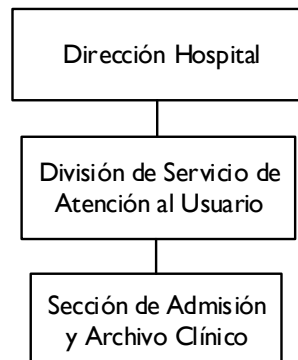 Dirección Hospital
División de Servicio de
Atención al Usuario
Sección de Admisión
y Archivo Clínico